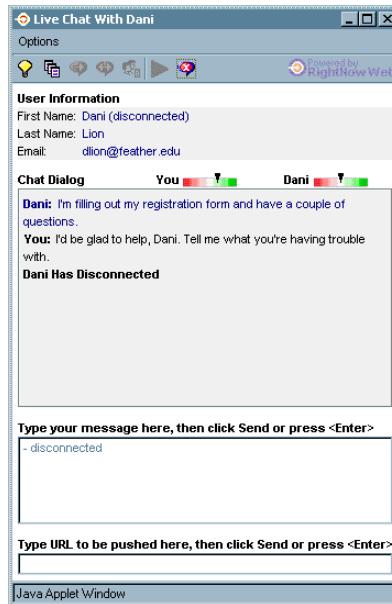 Live Chat With Dani
Options
Powered by
RightNow Web
User Information
First Name: Dani (disconnected)
Last Name: Lion
Email: dlion@feather.edu
Chat Dialog You Dani
Dani: I'm filling out my registration form and have a couple of
questions.
You: I'd be glad to help, Dani. Tell me what you're having trouble
with.
Dani Has Disconnected
Type your message here, then click Send or press <Enter>
- disconnected
Type URL to be pushed here, then click Send or press <Enter>
Java Applet Window